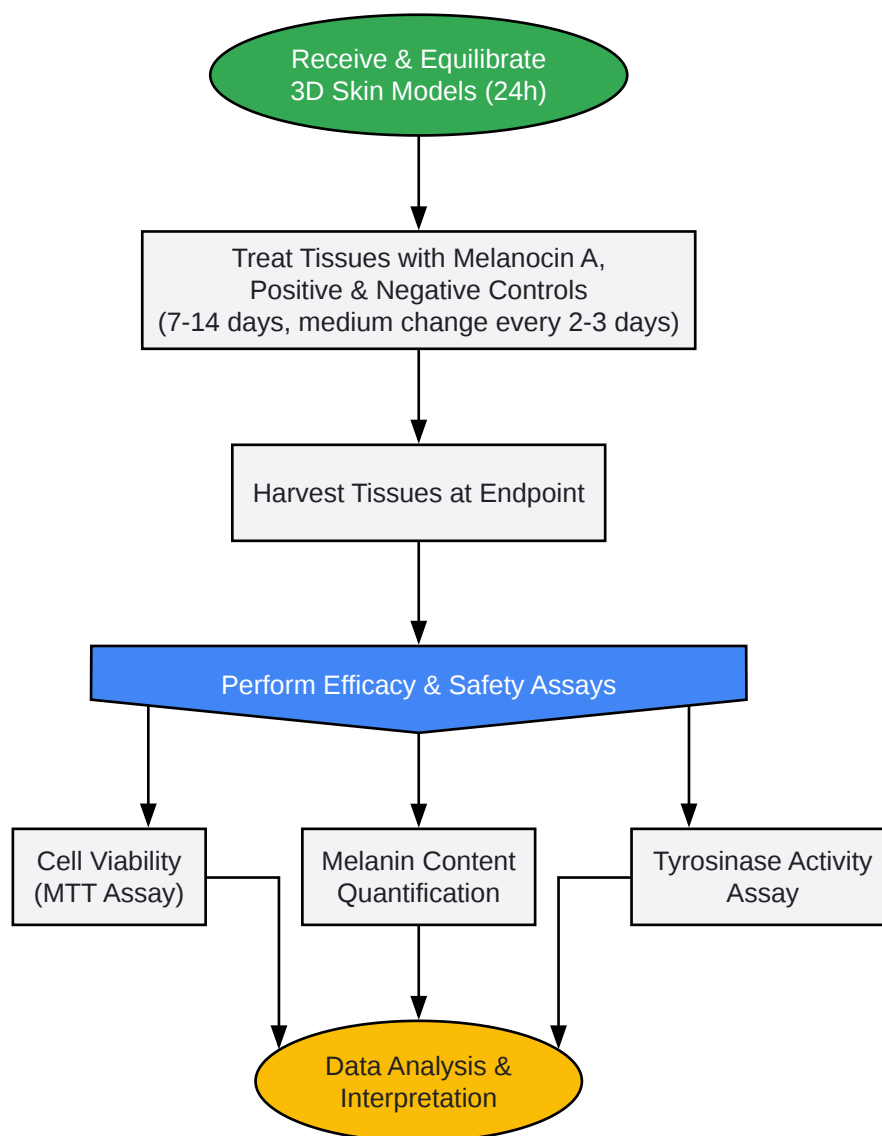 Receive & Equilibrate
3D Skin Models (24h)
Treat Tissues with Melanocin A,
Positive & Negative Controls
(7-14 days, medium change every 2-3 days)
Harvest Tissues at Endpoint
Perform Efficacy & Safety Assays
Cell Viability
(MTT Assay)
Melanin Content
Quantification
Tyrosinase Activity
Assay
Data Analysis &
Interpretation